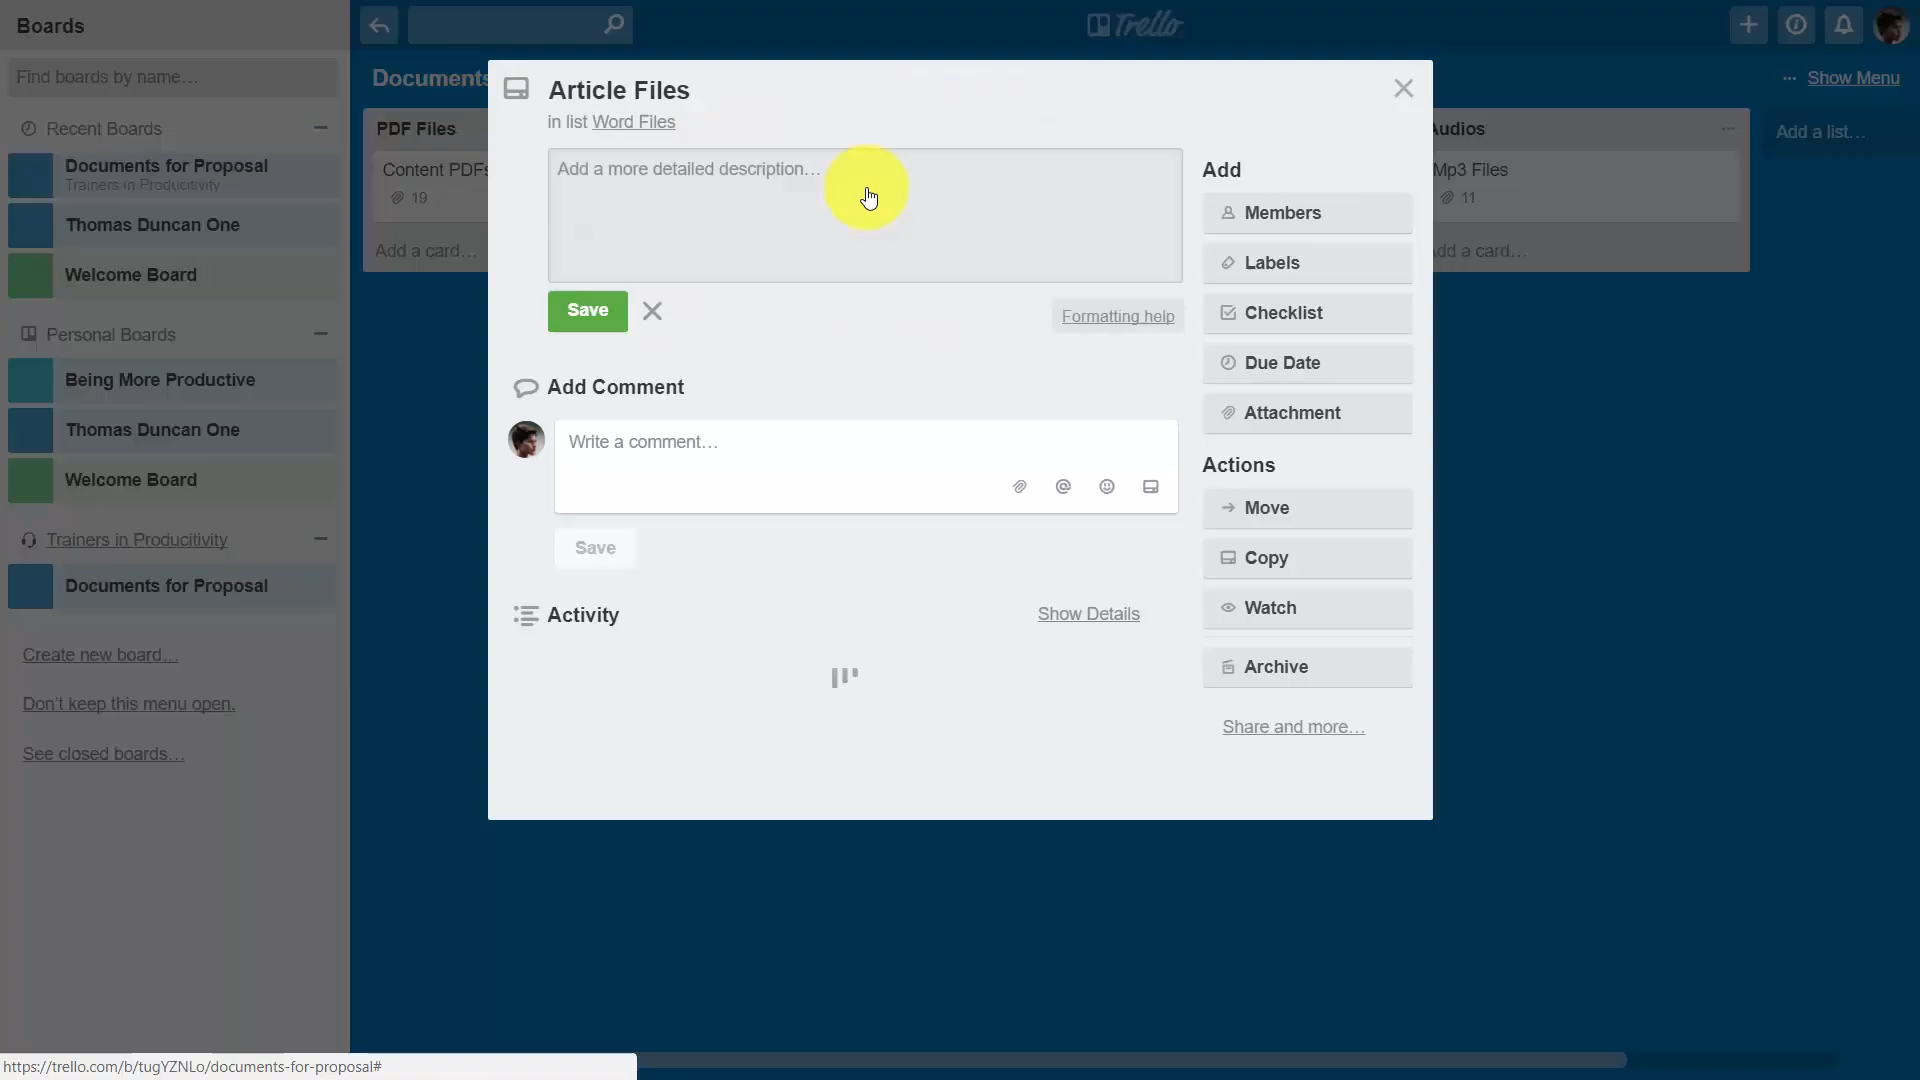 Boards
Find boards by name…
Recent Boards
Documents for Proposal
Trainers in Productivity
Thomas Duncan One
Welcome Board
Personal Boards
Being More Productive
Thomas Duncan One
Welcome Board
Trainers in Producitivity
Documents for Proposal
Create new board…
Don't keep this menu open.
See closed boards…
Trello
Documents
··· Show Menu
PDF Files
Content PDFs
19
Add a card…
Article Files
in list Word Files
Add a more detailed description…
Save
Formatting help
Add Comment
Write a comment…
Save
Activity
Show Details
Add
Members
Labels
Checklist
Due Date
Attachment
Actions
Move
Copy
Watch
Archive
Share and more…
Audios
Mp3 Files
11
Add a card…
Add a list…
https://trello.com/b/tugYZNLo/documents-for-proposal#